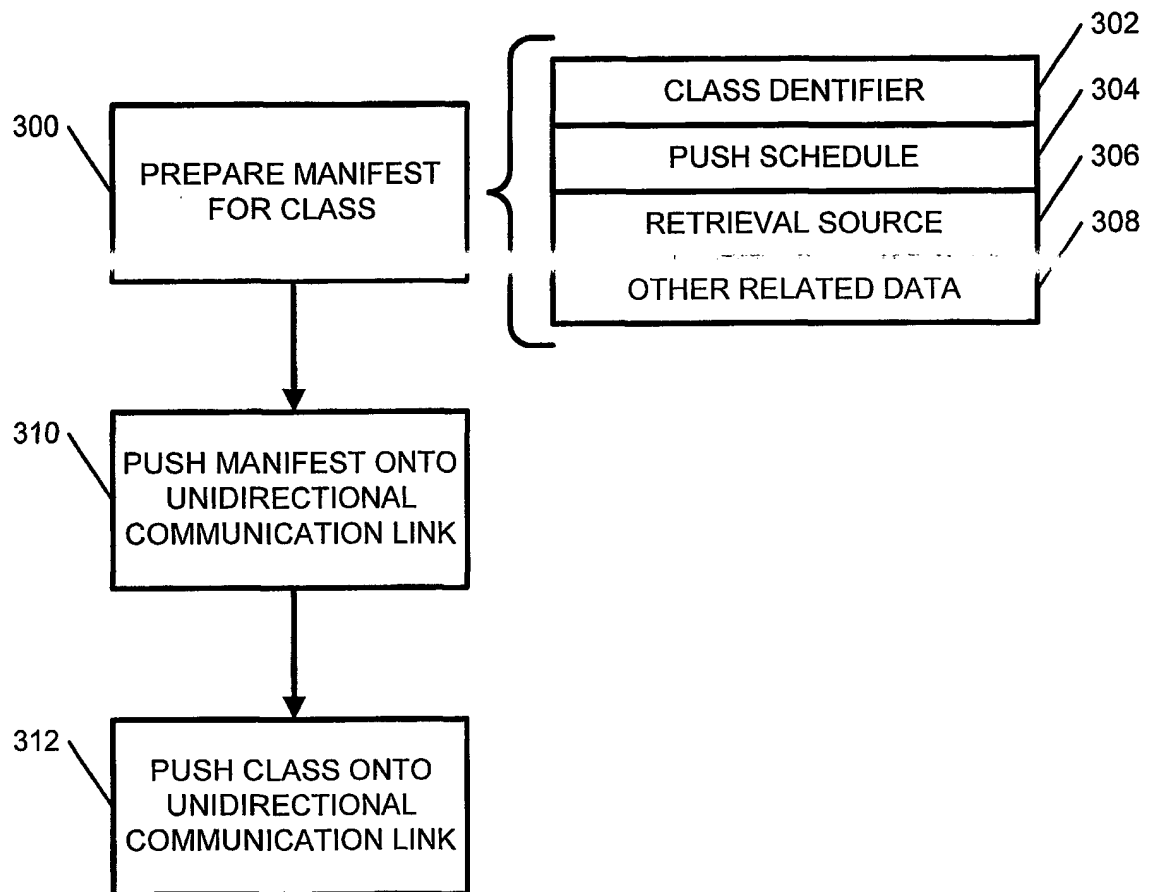 302
CLASS DENTIFIER
304
300
PREPARE MANIFEST
FOR CLASS
PUSH SCHEDULE
306
RETRIEVAL SOURCE
308
OTHER RELATED DATA
310
PUSH MANIFEST ONTO
UNIDIRECTIONAL
COMMUNICATION LINK
312
PUSH CLASS ONTO
UNIDIRECTIONAL
COMMUNICATION LINK